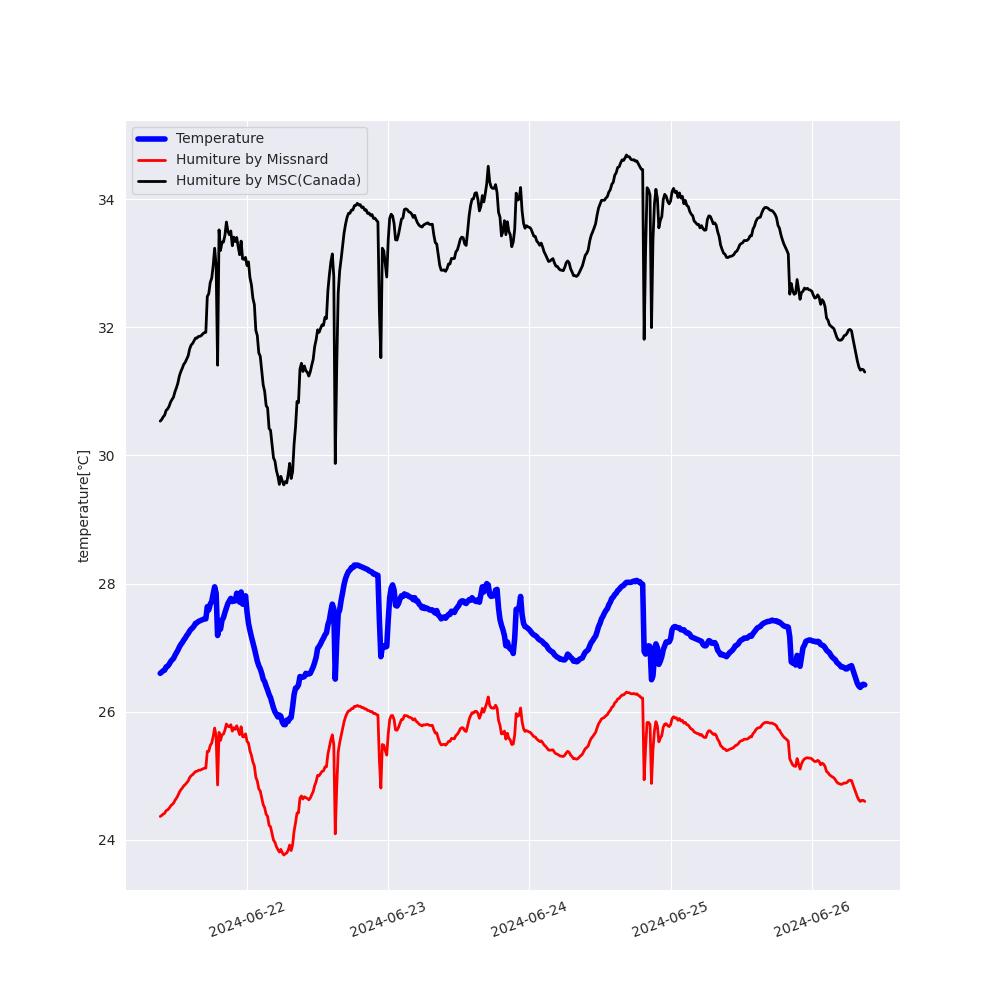 Temperature
Humiture by Missnard
Humiture by MSC(Canada)
34
32
30
28
26
24
temperature[℃]
2024-06-22
2024-06-23
2024-06-24
2024-06-25
2024-06-26